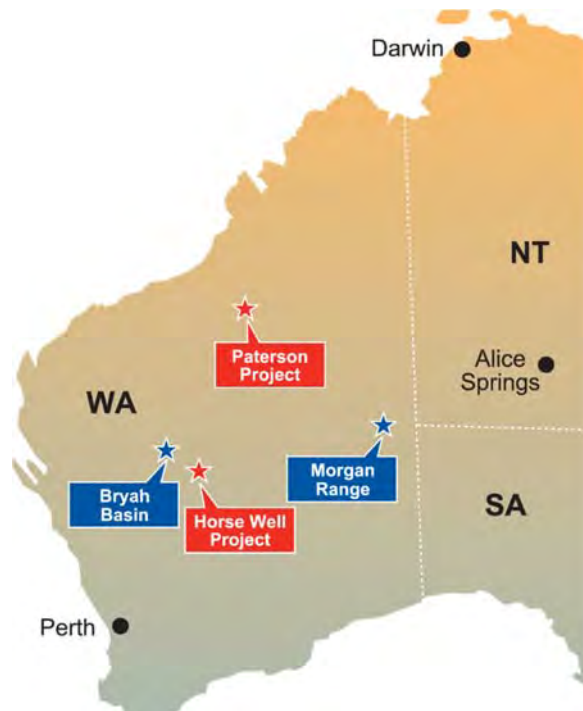 Darwin
NT
Paterson
Project
Alice
Springs
WA
Morgan
Range
Bryah
Basin
Horse Well
Project
SA
Perth